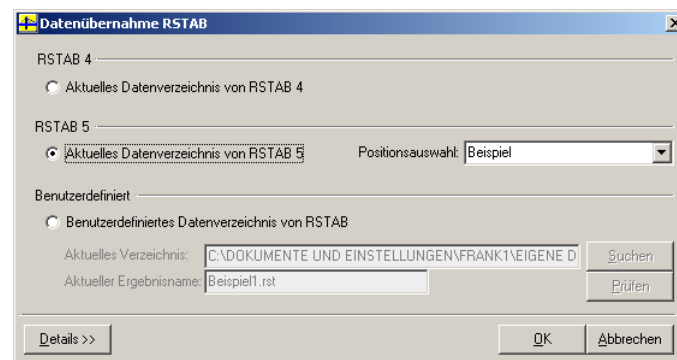 Datenübernahme RSTAB
RSTAB 4
Aktuelles Datenverzeichnis von RSTAB 4
RSTAB 5
Aktuelles Datenverzeichnis von RSTAB 5 Positionsauswahl: Beispiel
Benutzerdefiniert
Benutzerdefiniertes Datenverzeichnis von RSTAB
Aktuelles Verzeichnis: C:\DOKUMENTE UND EINSTELLUNGEN\FRANK1\EIGENE D Suchen
Aktueller Ergebnisname: Beispiel1.rst Prüfen
Details >> OK Abbrechen